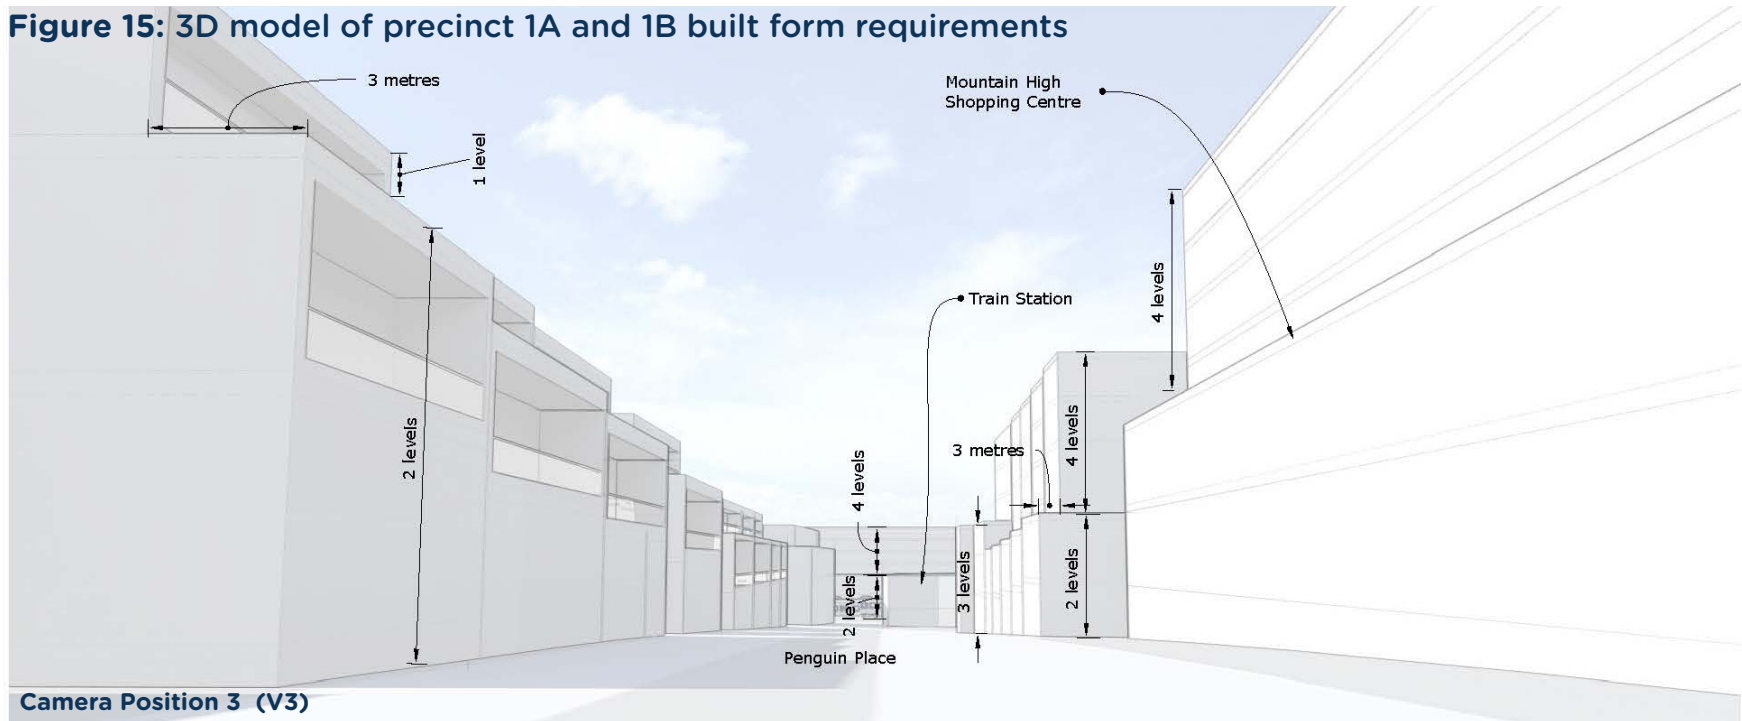 Figure 15: 3D model of precinct 1A and 1B built form requirements
3 metres
1 level
2 levels
Mountain High
Shopping Centre
Train Station
4 levels
4 levels
3 metres
4 levels
2 levels
3 levels
2 levels
Penguin Place
Camera Position 3 (V3)